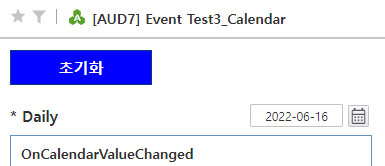 [AUD7] Event Test3_Calendar
초기화
* Daily 2022-06-16
OnCalendarValueChanged